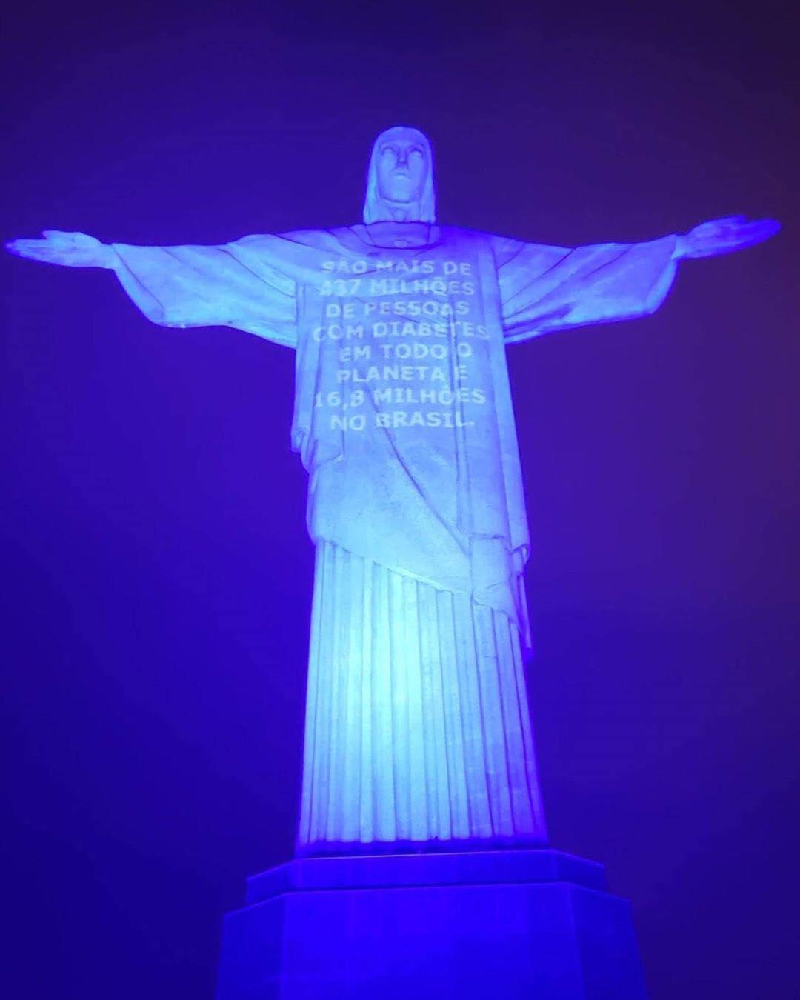 SÃO MAIS DE
437 MILHÕES
DE PESSOAS
COM DIABETES
EM TODO O
PLANETA E
16,8 MILHÕES
NO BRASIL.